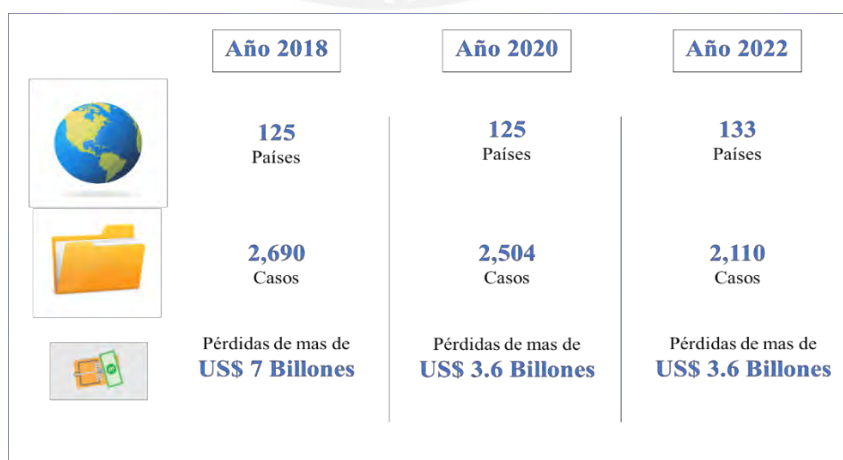 Año 2018
Año 2020
Año 2022
125
Países
125
Países
133
Países
2,690
Casos
2,504
Casos
2,110
Casos
Pérdidas de mas de
US$ 7 Billones
Pérdidas de mas de
US$ 3.6 Billones
Pérdidas de mas de
US$ 3.6 Billones